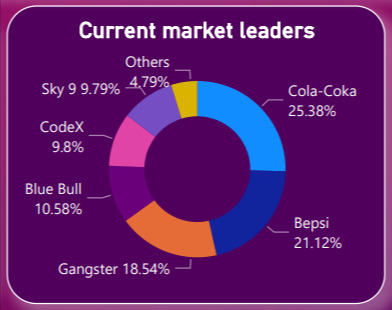 Current market leaders
Others
4.79%
Sky 9 9.79%
Cola-Coka
25.38%
CodeX
9.8%
Blue Bull
10.58%
Bepsi
21.12%
Gangster 18.54%